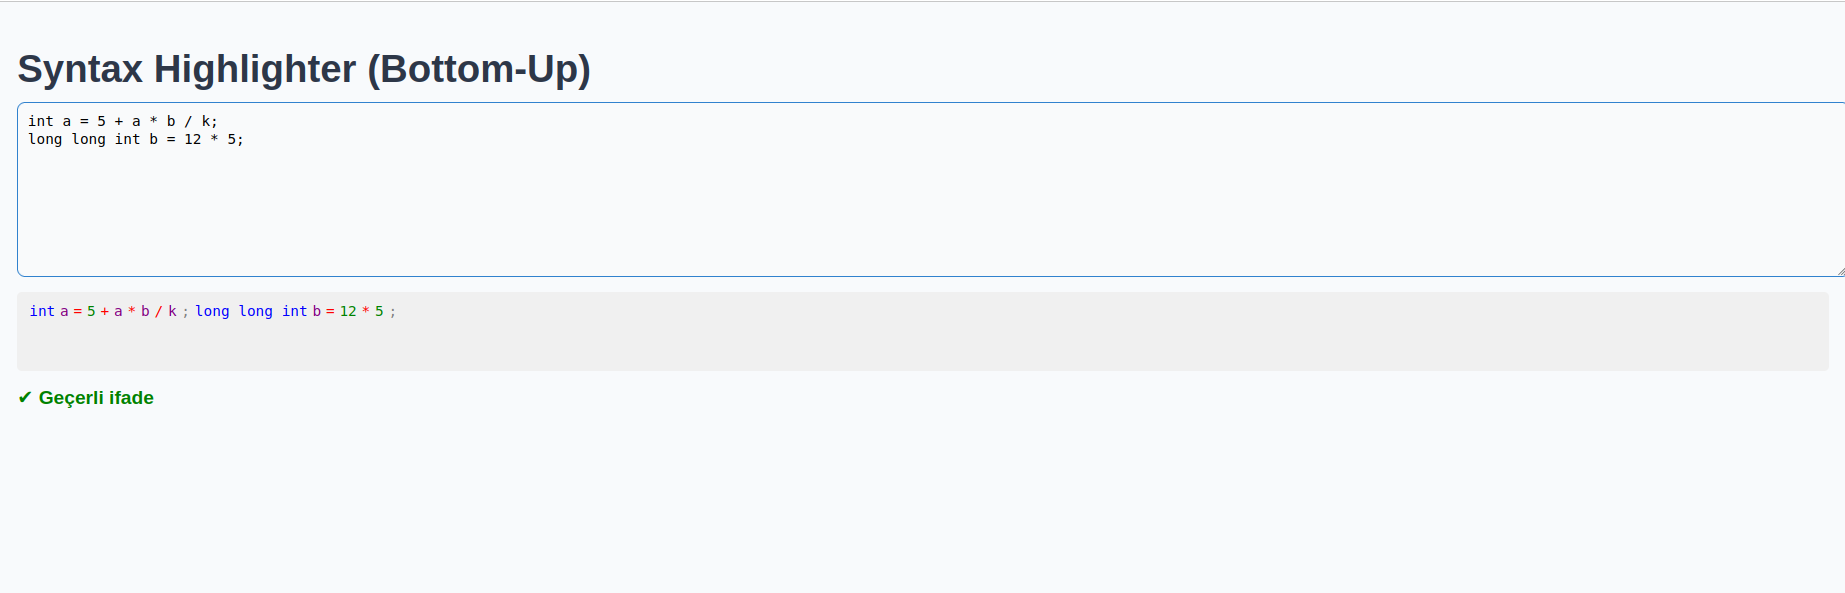 Syntax Highlighter (Bottom-Up)
int a = 5 + a * b / k;
long long int b = 12 * 5;
int a = 5 + a * b / k ; long long int b = 12 * 5 ;
✔ Geçerli ifade